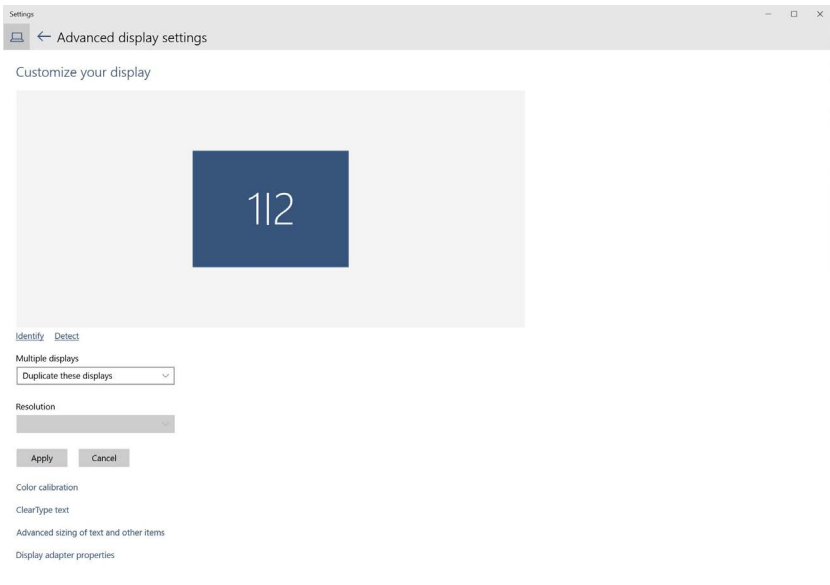 Settings
Advanced display settings
Customize your display
1|2
Identify Detect
Multiple displays
Duplicate these displays
Resolution
Apply Cancel
Color calibration
ClearType text
Advanced sizing of text and other items
Display adapter properties